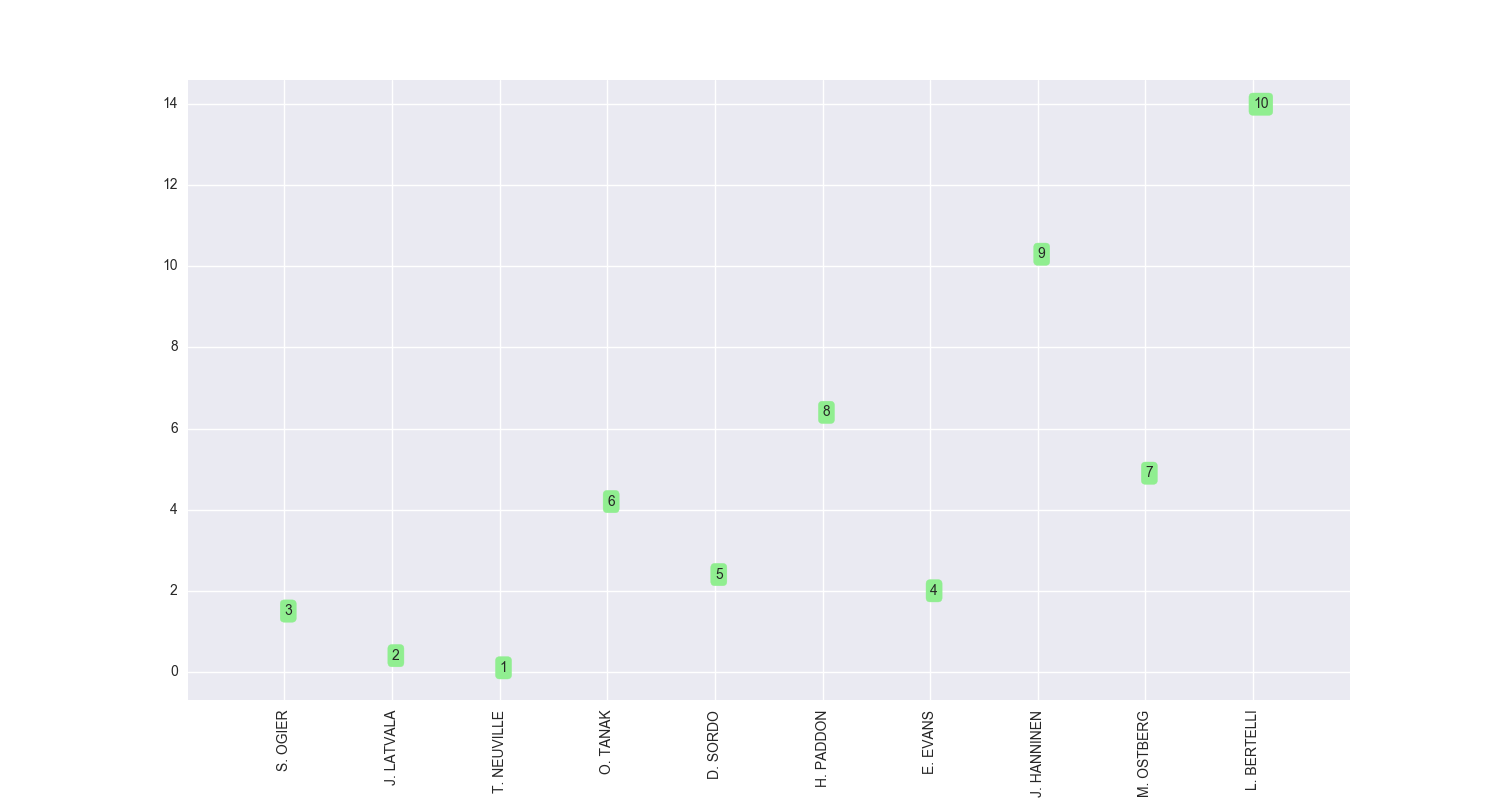 14
12
10
8
6
4
2
0
10
9
8
7
6
5
4
3
2
1
S. OGIER
J. LATVALA
T. NEUVILLE
O. TANAK
D. SORDO
H. PADDON
E. EVANS
J. HANNINEN
M. OSTBERG
L. BERTELLI